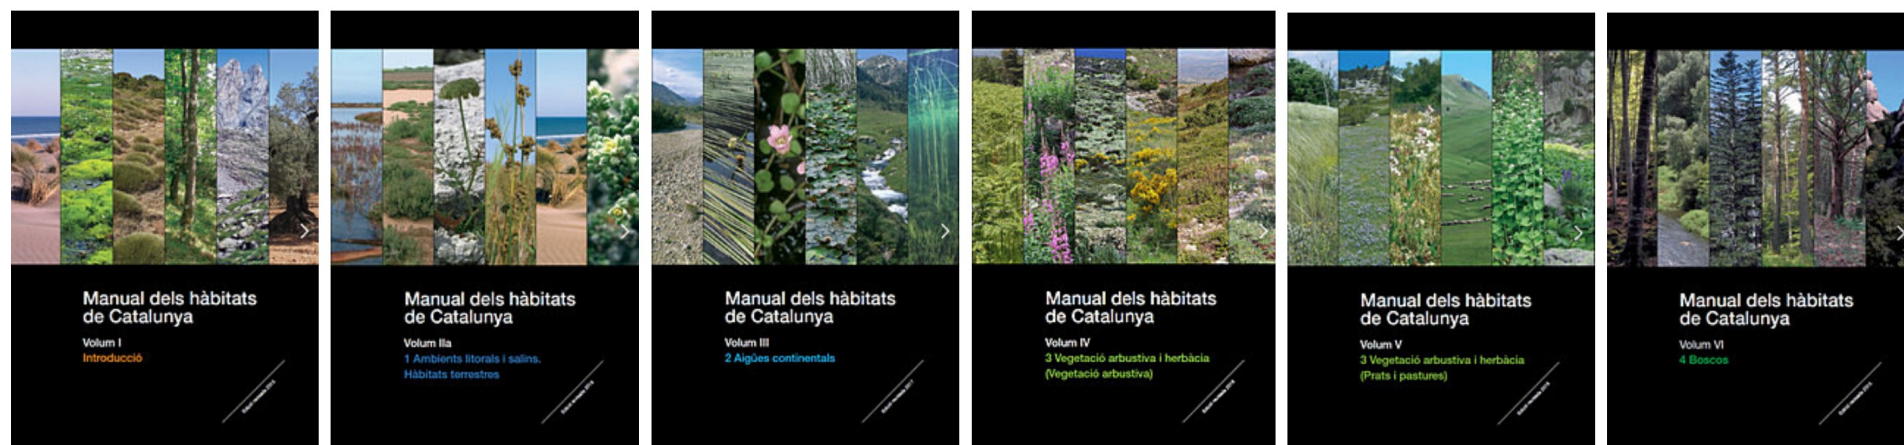 Manual dels hàbitats
de Catalunya
Volum I
Introducció
Edició revisada 2015
Manual dels hàbitats
de Catalunya
Volum IIa
1 Ambients litorals i salins.
Hàbitats terrestres
Manual dels hàbitats
de Catalunya
Volum III
2 Aigües continentals
Manual dels hàbitats
de Catalunya
Volum IV
3 Vegetació arbustiva i herbàcia
(Vegetació arbustiva)
Manual dels hàbitats
de Catalunya
Volum V
3 Vegetació arbustiva i herbàcia
(Prats i pastures)
Manual dels hàbitats
de Catalunya
Volum VI
4 Boscos